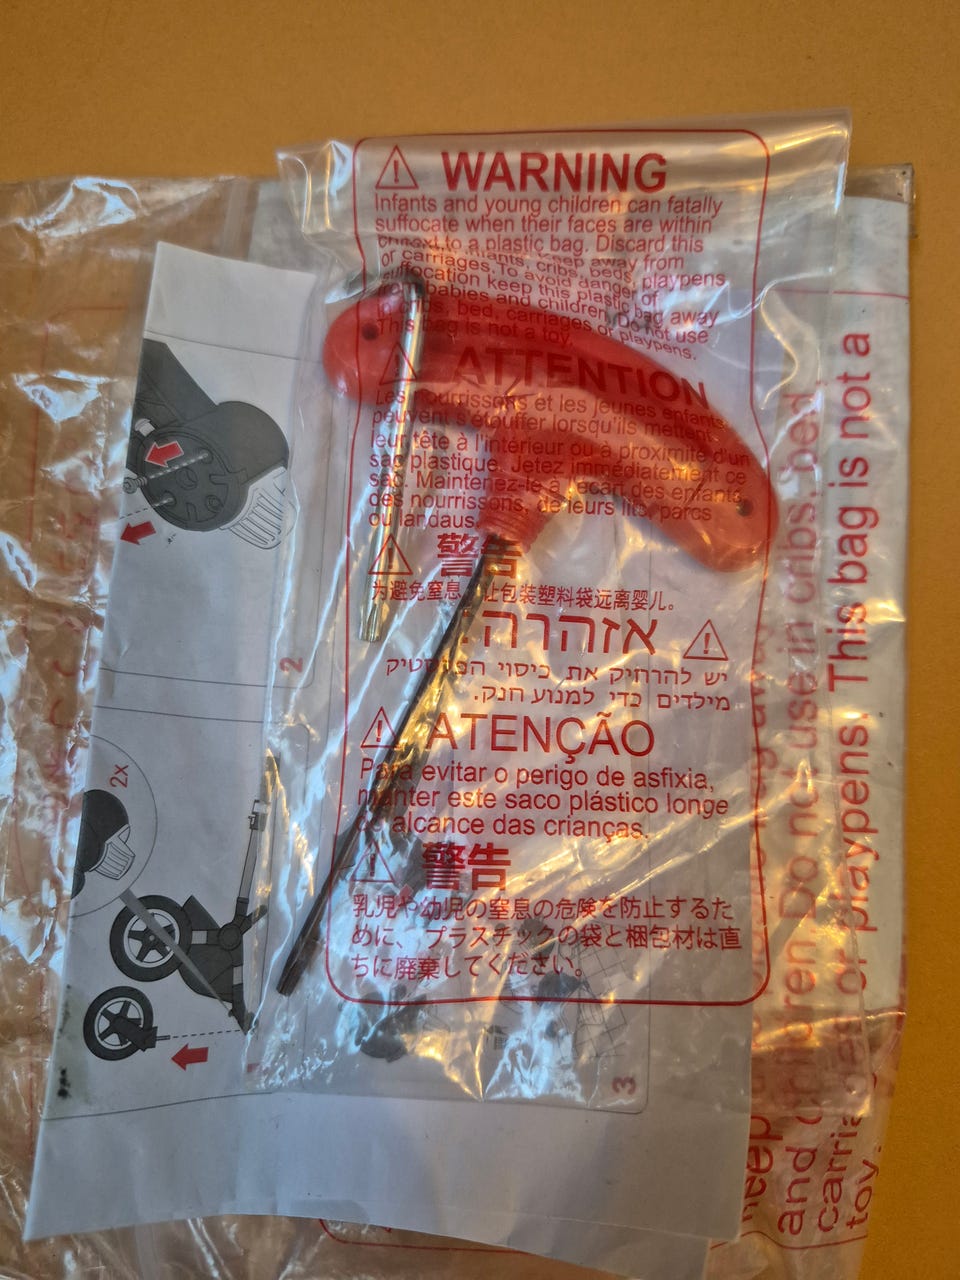 WARNING
Infants and young children can fatally
suffocate when their faces are within
to a plastic bag. Discard this
keep away from
or carriages. To avoid danger of
suffocation keep this plastic bag away
babies and children. Do not use
in cribs, bed, carriages or playpens.
This bag is not a toy.
ATTENTION
Les nourrissons et les jeunes enfants
peuvent s'étouffer lorsqu'ils mettent
leur tête à l'intérieur ou à proximité d'un
sac plastique. Jetez immédiatement ce
sac. Maintenez-le à l'écart des enfants,
des nourrissons, de leurs lits, parcs
ou landaus.
警告
为避免窒息 让包装塑料袋远离婴儿。
אזהרה:
יש להרחיק את כיסוי הפלסטיק
מילדים כדי למנוע חנק.
ATENÇÃO
Para evitar o perigo de asfixia,
manter este saco plástico longe
do alcance das crianças.
警告
乳児や幼児の窒息の危険を防止するた
めに、プラスチックの袋と梱包材は直
ちに廃棄してください。
2
2x
3
keep
and children. Do not use in cribs, bed
carriages or playpens. This bag is not a
toy.